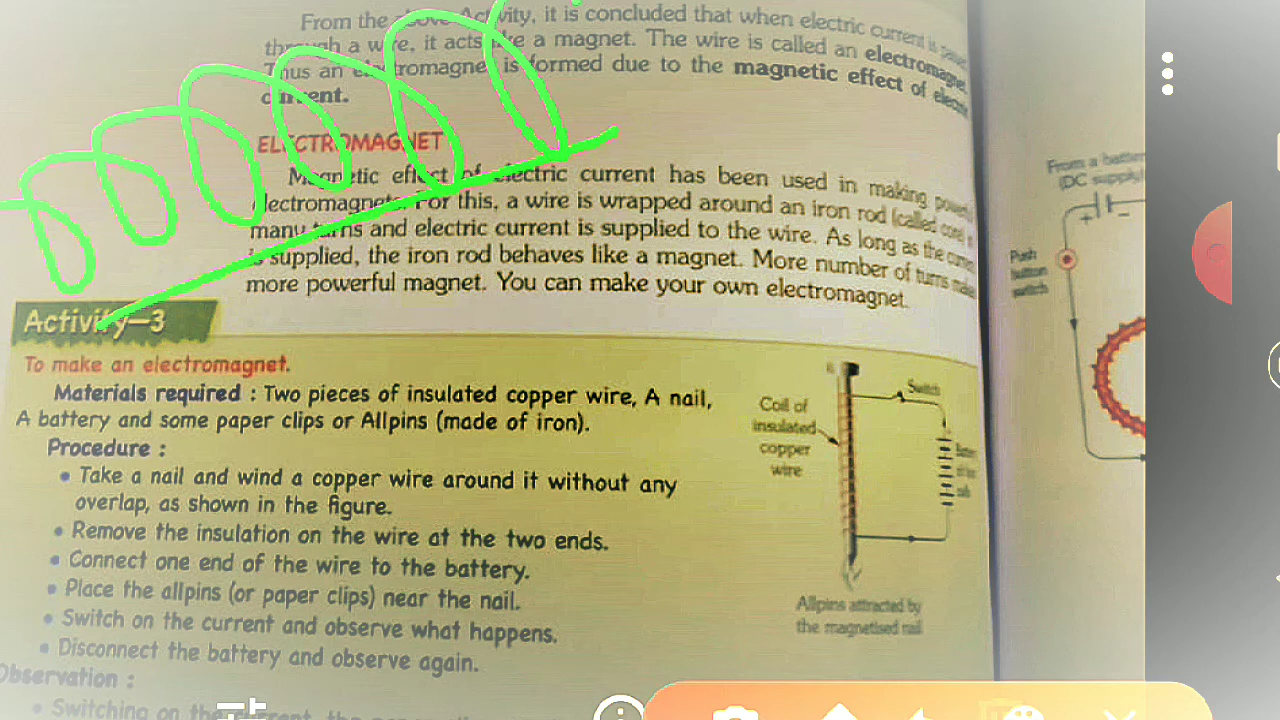 From the above Activity, it is concluded that when electric current is passed
through a wire, it acts like a magnet. The wire is called an electromagnet.
Thus an electromagnet is formed due to the magnetic effect of electric
current.
ELECTROMAGNET
Magnetic effect of electric current has been used in making
electromagnets. For this, a wire is wrapped around an iron rod (called core)
many turns and electric current is supplied to the wire. As long as the current
is supplied, the iron rod behaves like a magnet. More number of turns make
more powerful magnet. You can make your own electromagnet.
Activity–3
To make an electromagnet.
Materials required : Two pieces of insulated copper wire, A nail,
A battery and some paper clips or Allpins (made of iron).
Procedure :
• Take a nail and wind a copper wire around it without any
overlap, as shown in the figure.
• Remove the insulation on the wire at the two ends.
• Connect one end of the wire to the battery.
• Place the allpins (or paper clips) near the nail.
• Switch on the current and observe what happens.
• Disconnect the battery and observe again.
Observation :
• Switching on the current, the
Switch
Coil of
insulated
copper
wire
Allpins attracted by
the magnetised nail
From a battery
(DC supply)
+ −
Push
button
switch